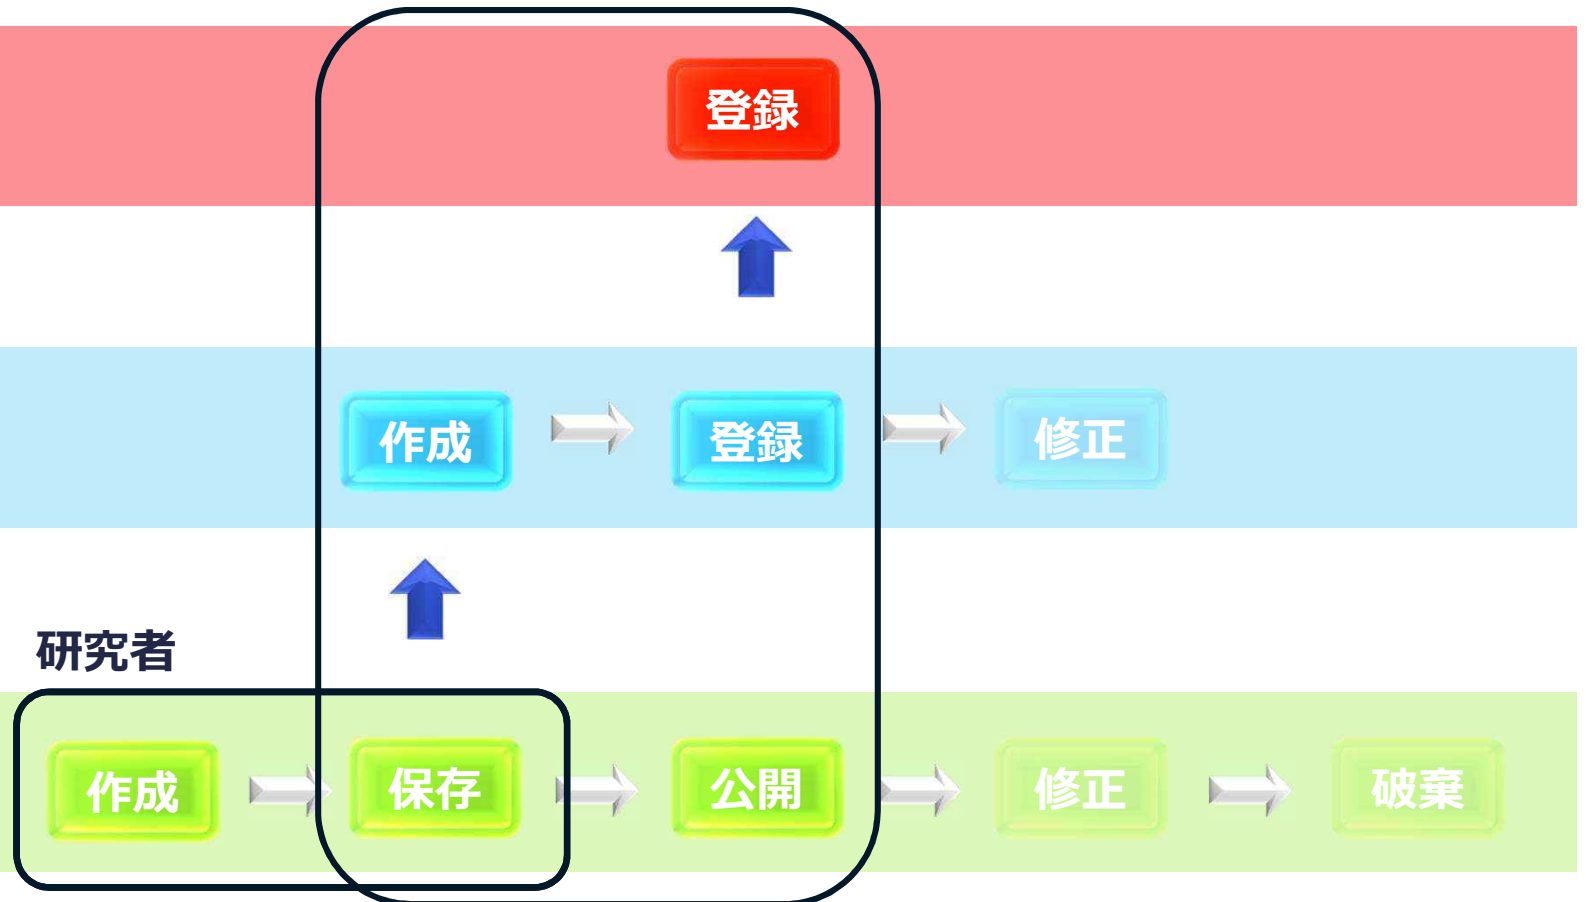 登録
作成
登録
修正
研究者
作成
保存
公開
修正
破棄